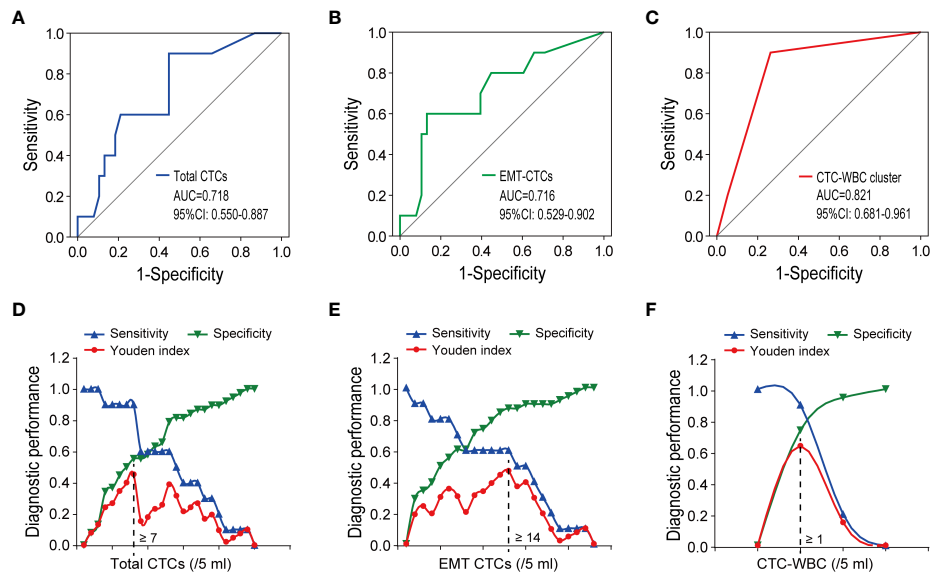 A
1.0
0.8
0.6
0.4
0.2
0.0
Sensitivity
0.0 0.2 0.4 0.6 0.8 1.0
1-Specificity
Total CTCs
AUC=0.718
95%CI: 0.550-0.887
B
1.0
0.8
0.6
0.4
0.2
0.0
Sensitivity
0.0 0.2 0.4 0.6 0.8 1.0
1-Specificity
EMT-CTCs
AUC=0.716
95%CI: 0.529-0.902
C
1.0
0.8
0.6
0.4
0.2
0.0
Sensitivity
0.0 0.2 0.4 0.6 0.8 1.0
1-Specificity
CTC-WBC cluster
AUC=0.821
95%CI: 0.681-0.961
D
Sensitivity Specificity
Youden index
1.2
1.0
0.8
0.6
0.4
0.2
0.0
Diagnostic performance
≥ 7
Total CTCs (/5 ml)
E
Sensitivity Specificity
Youden index
1.2
1.0
0.8
0.6
0.4
0.2
0.0
Diagnostic performance
≥ 14
EMT CTCs (/5 ml)
F
Sensitivity Specificity
Youden index
1.2
1.0
0.8
0.6
0.4
0.2
0.0
Diagnostic performance
≥ 1
CTC-WBC (/5 ml)